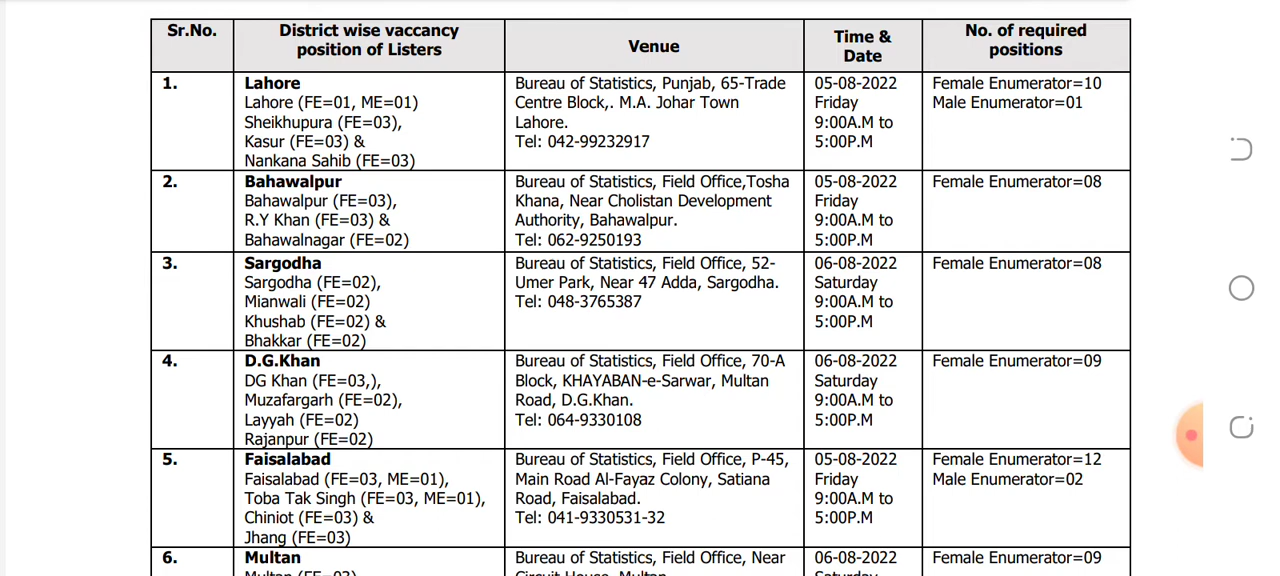 Sr.No.
District wise vaccancy
position of Listers
Venue
Time &
Date
No. of required
positions
1.
Lahore
Lahore (FE=01, ME=01)
Sheikhupura (FE=03),
Kasur (FE=03) &
Nankana Sahib (FE=03)
Bureau of Statistics, Punjab, 65-Trade
Centre Block,. M.A. Johar Town
Lahore.
Tel: 042-99232917
05-08-2022
Friday
9:00A.M to
5:00P.M
Female Enumerator=10
Male Enumerator=01
2.
Bahawalpur
Bahawalpur (FE=03),
R.Y Khan (FE=03) &
Bahawalnagar (FE=02)
Bureau of Statistics, Field Office,Tosha
Khana, Near Cholistan Development
Authority, Bahawalpur.
Tel: 062-9250193
05-08-2022
Friday
9:00A.M to
5:00P.M
Female Enumerator=08
3.
Sargodha
Sargodha (FE=02),
Mianwali (FE=02)
Khushab (FE=02) &
Bhakkar (FE=02)
Bureau of Statistics, Field Office, 52-
Umer Park, Near 47 Adda, Sargodha.
Tel: 048-3765387
06-08-2022
Saturday
9:00A.M to
5:00P.M
Female Enumerator=08
4.
D.G.Khan
DG Khan (FE=03,),
Muzafargarh (FE=02),
Layyah (FE=02)
Rajanpur (FE=02)
Bureau of Statistics, Field Office, 70-A
Block, KHAYABAN-e-Sarwar, Multan
Road, D.G.Khan.
Tel: 064-9330108
06-08-2022
Saturday
9:00A.M to
5:00P.M
Female Enumerator=09
5.
Faisalabad
Faisalabad (FE=03, ME=01),
Toba Tak Singh (FE=03, ME=01),
Chiniot (FE=03) &
Jhang (FE=03)
Bureau of Statistics, Field Office, P-45,
Main Road Al-Fayaz Colony, Satiana
Road, Faisalabad.
Tel: 041-9330531-32
05-08-2022
Friday
9:00A.M to
5:00P.M
Female Enumerator=12
Male Enumerator=02
6.
Multan
Bureau of Statistics, Field Office, Near
Circuit House, Multan
06-08-2022
Saturday
Female Enumerator=09